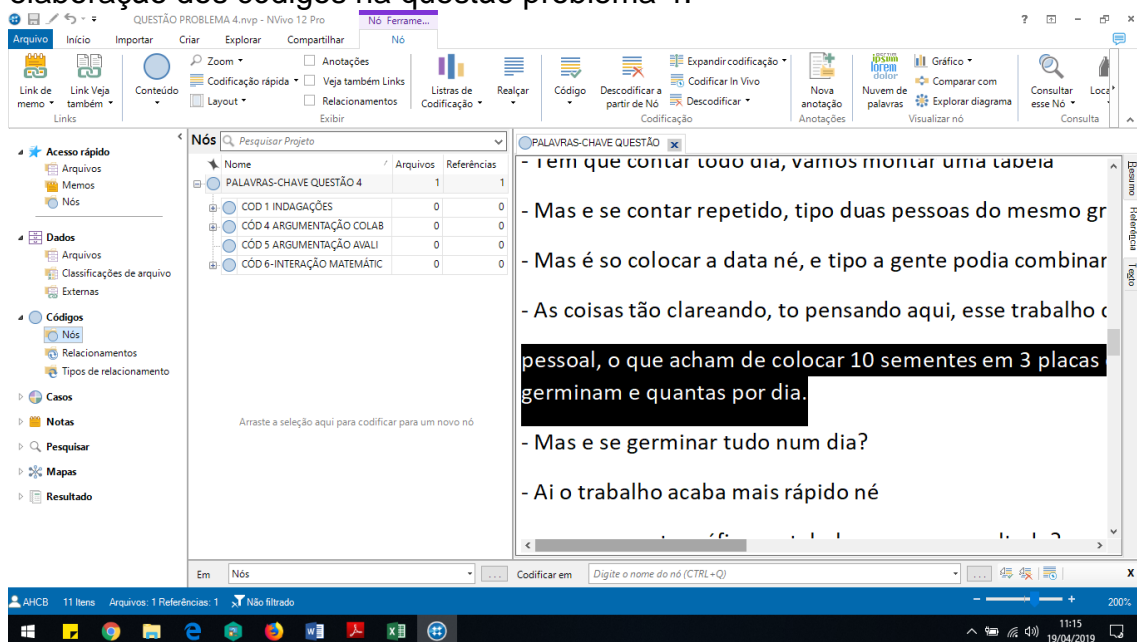 elaboração dos códigos na questão problema 4.
QUESTÃO PROBLEMA 4.nvp - NVivo 12 Pro
Nó Ferrame...
Arquivo Início Importar Criar Explorar Compartilhar Nó
Link de memo
Link Veja também
Links
Conteúdo
Zoom
Codificação rápida
Layout
Anotações
Veja também Links
Relacionamentos
Exibir
Listras de Codificação
Realçar
Código
Descodificar a partir de Nó
Expandir codificação
Codificar In Vivo
Descodificar
Codificação
Nova anotação
Anotações
Nuvem de palavras
Gráfico
Comparar com
Explorar diagrama
Visualizar nó
Consultar esse Nó
Consulta
Acesso rápido
Arquivos
Memos
Nós
Dados
Arquivos
Classificações de arquivo
Externas
Códigos
Nós
Relacionamentos
Tipos de relacionamento
Casos
Notas
Pesquisar
Mapas
Resultado
Nós Pesquisar Projeto
Nome Arquivos Referências
PALAVRAS-CHAVE QUESTÃO 4 1 1
COD 1 INDAGAÇÕES 0 0
CÓD 4 ARGUMENTAÇÃO COLAB 0 0
CÓD 5 ARGUMENTAÇÃO AVALI 0 0
CÓD 6-INTERAÇÃO MATEMÁTIC 0 0
Arraste a seleção aqui para codificar para um novo nó
PALAVRAS-CHAVE QUESTÃO
- Tem que contar todo dia, vamos montar uma tabela
- Mas e se contar repetido, tipo duas pessoas do mesmo gr
- Mas é so colocar a data né, e tipo a gente podia combinar
- As coisas tão clareando, to pensando aqui, esse trabalho
pessoal, o que acham de colocar 10 sementes em 3 placas
germinam e quantas por dia.
- Mas e se germinar tudo num dia?
- Ai o trabalho acaba mais rápido né
Resumo
Referência
Texto
Em Nós
Codificar em Digite o nome do nó (CTRL+Q)
AHCB 11 Itens Arquivos: 1 Referências: 1 Não filtrado
200%
11:15
19/04/2019